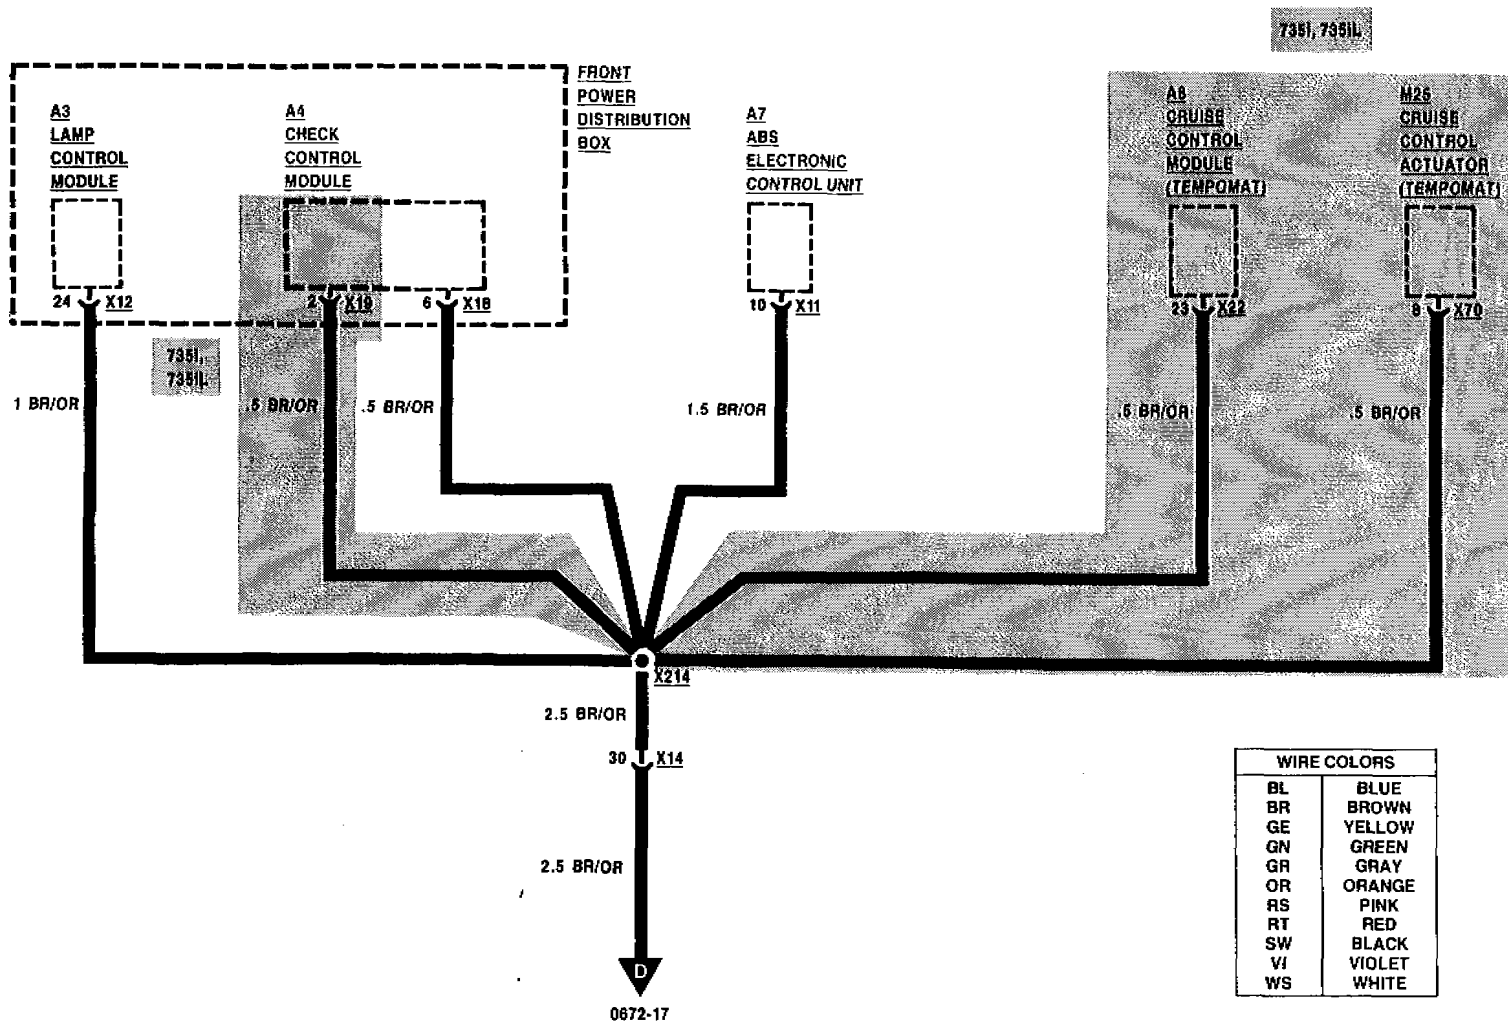 735i, 735iL
FRONT
POWER
DISTRIBUTION
BOX
A3
LAMP
CONTROL
MODULE
A4
CHECK
CONTROL
MODULE
A7
ABS
ELECTRONIC
CONTROL UNIT
A8
CRUISE
CONTROL
MODULE
(TEMPOMAT)
M25
CRUISE
CONTROL
ACTUATOR
(TEMPOMAT)
24 X12
2 X19
6 X18
10 X11
23 X22
8 X70
735i,
735iL
1 BR/OR
.5 BR/OR
.5 BR/OR
1.5 BR/OR
.5 BR/OR
.5 BR/OR
X214
2.5 BR/OR
30 X14
2.5 BR/OR
D
0672-17
WIRE COLORS
BL BLUE
BR BROWN
GE YELLOW
GN GREEN
GR GRAY
OR ORANGE
RS PINK
RT RED
SW BLACK
VI VIOLET
WS WHITE